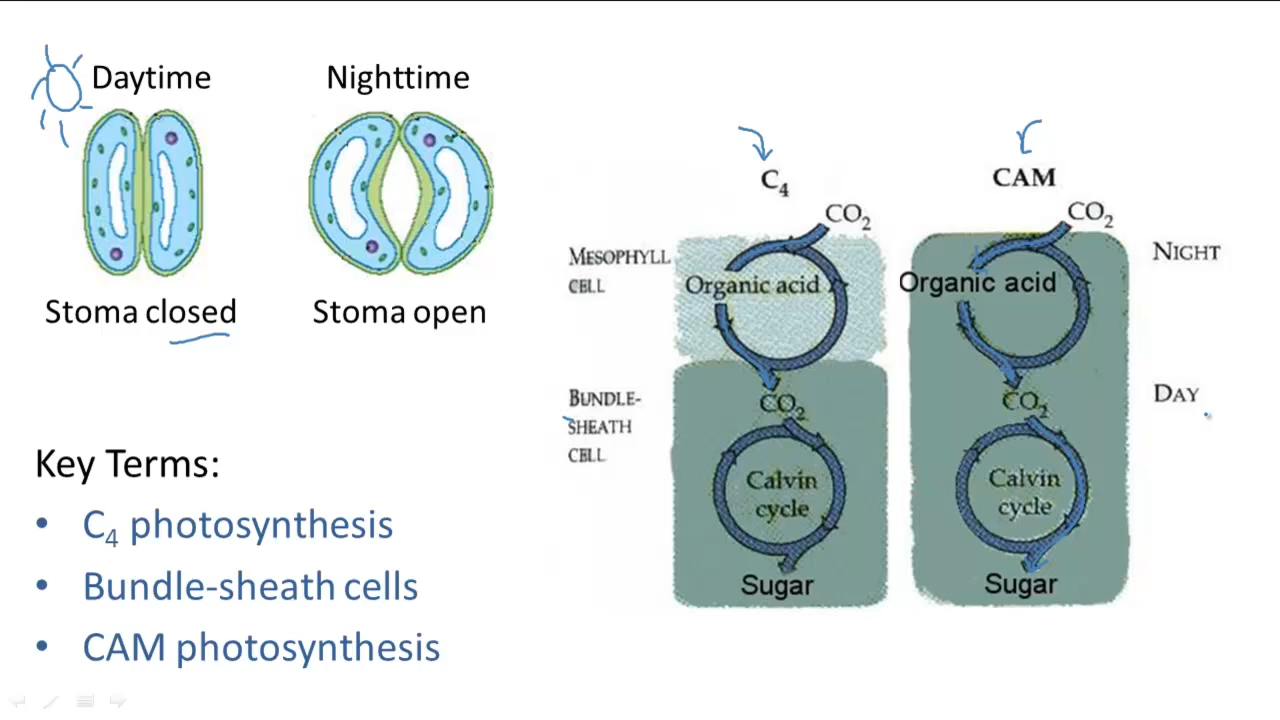 Daytime
Nighttime
Stoma closed
Stoma open
Key Terms:
• C₄ photosynthesis
• Bundle-sheath cells
• CAM photosynthesis
C₄
CO₂
MESOPHYLL
CELL
Organic acid
BUNDLE-
SHEATH
CELL
CO₂
Calvin
cycle
Sugar
CAM
CO₂
NIGHT
Organic acid
DAY
CO₂
Calvin
cycle
Sugar